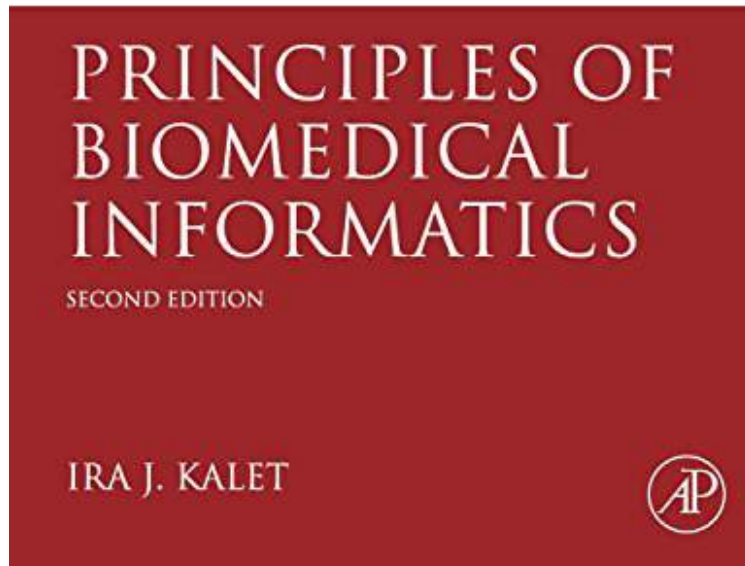 PRINCIPLES OF
BIOMEDICAL
INFORMATICS
SECOND EDITION
IRA J. KALET
AP